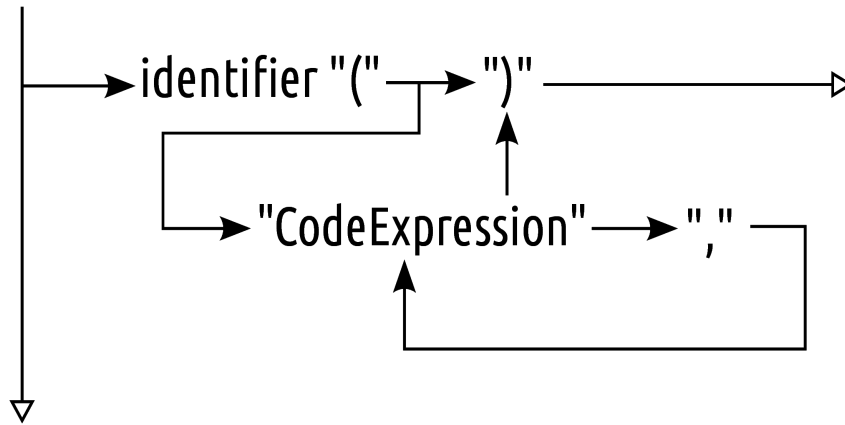 identifier "(" ")"
"CodeExpression" ","